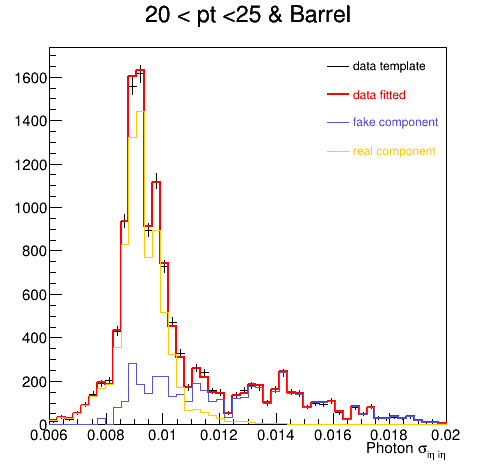 20 < pt <25 & Barrel
data template
data fitted
fake component
real component
1600
1400
1200
1000
800
600
400
200
0
0.006 0.008 0.01 0.012 0.014 0.016 0.018 0.02
Photon σiη iη